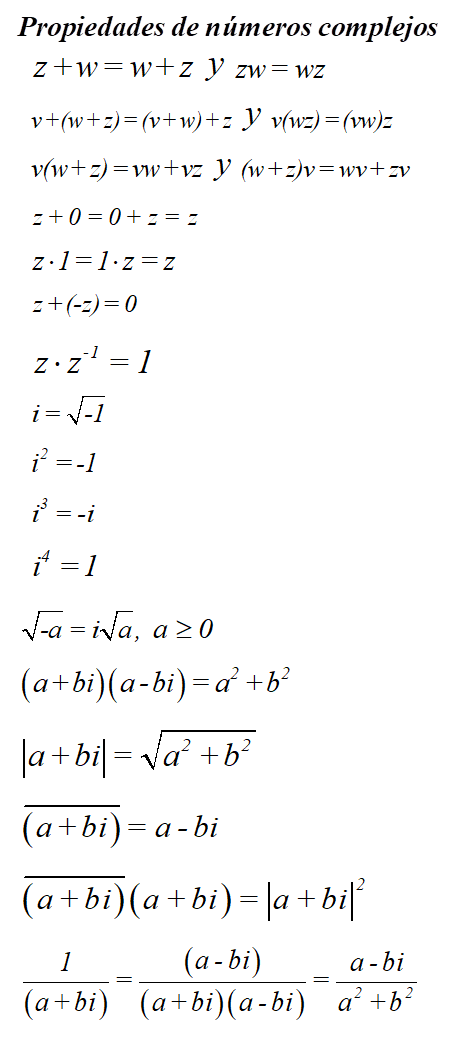 Propiedades de números complejos
z + w = w + z y zw = wz
v + (w + z) = (v + w) + z y v(wz) = (vw)z
v(w + z) = vw + vz y (w + z)v = wv + zv
z + 0 = 0 + z = z
z · 1 = 1 · z = z
z + (-z) = 0
z · z⁻¹ = 1
i = √-1
i² = -1
i³ = -i
i⁴ = 1
√-a = i√a, a ≥ 0
(a + bi)(a - bi) = a² + b²
|a + bi| = √(a² + b²)
\overline{(a + bi)} = a - bi
\overline{(a + bi)}(a + bi) = |a + bi|²
1/(a + bi) = (a - bi)/((a + bi)(a - bi)) = (a - bi)/(a² + b²)